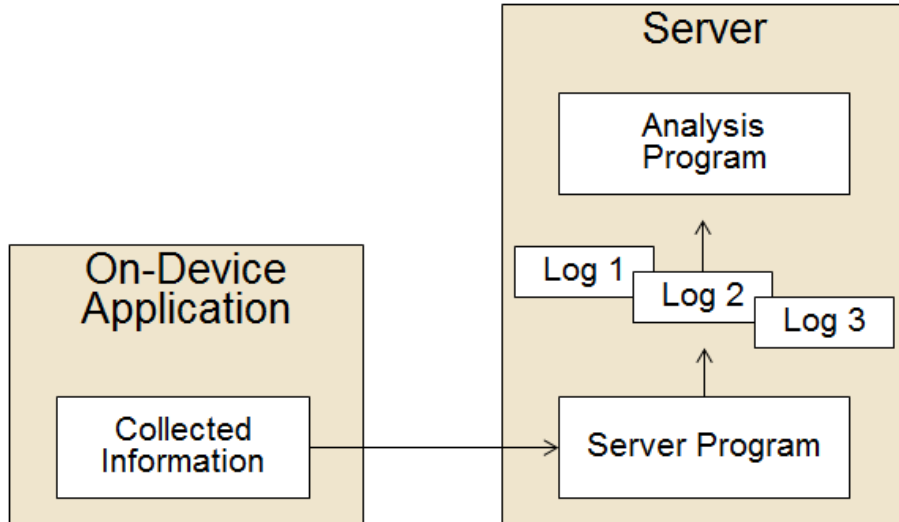 Server
Analysis
Program
Log 1
Log 2
Log 3
On-Device
Application
Collected
Information
Server Program